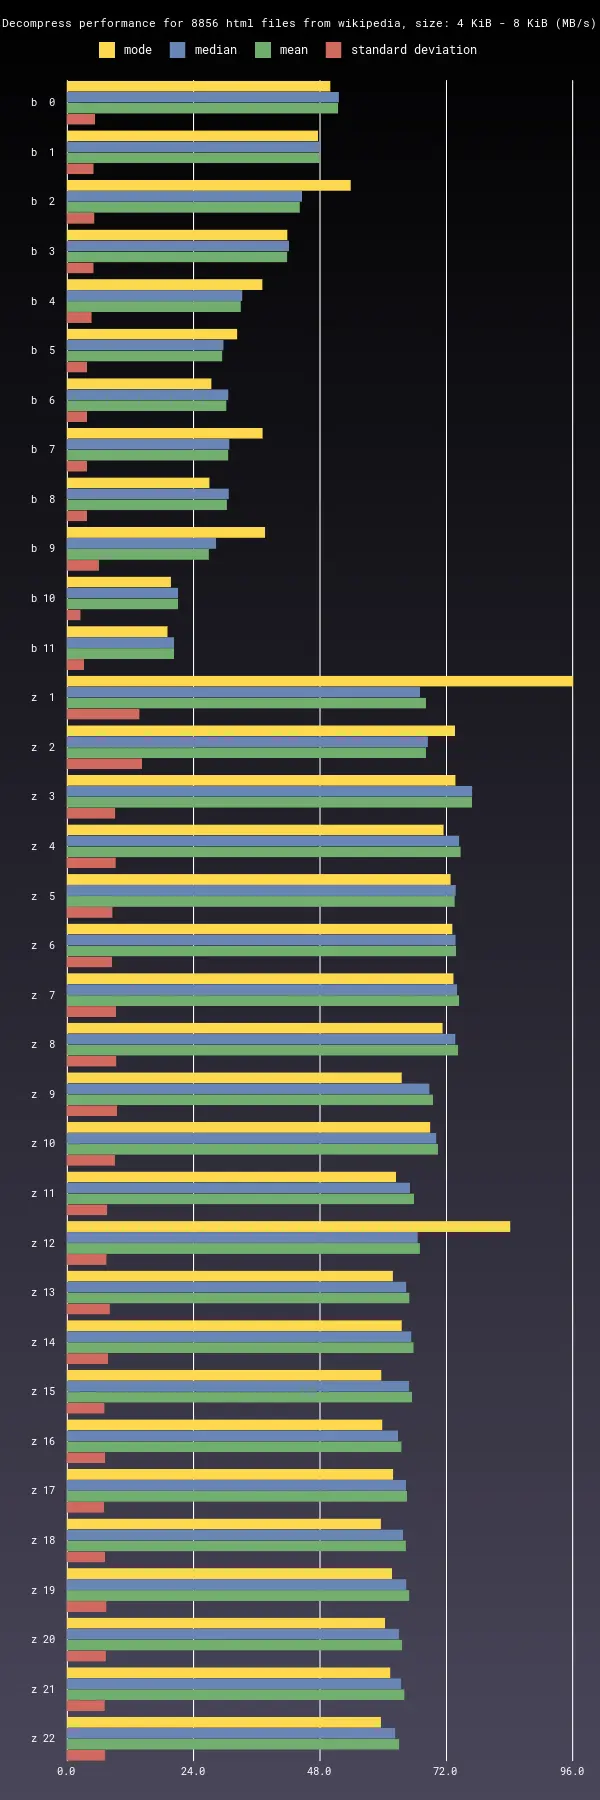 Decompress performance for 8856 html files from wikipedia, size: 4 KiB - 8 KiB (MB/s)
mode median mean standard deviation
b 0
b 1
b 2
b 3
b 4
b 5
b 6
b 7
b 8
b 9
b 10
b 11
z 1
z 2
z 3
z 4
z 5
z 6
z 7
z 8
z 9
z 10
z 11
z 12
z 13
z 14
z 15
z 16
z 17
z 18
z 19
z 20
z 21
z 22
0.0 24.0 48.0 72.0 96.0